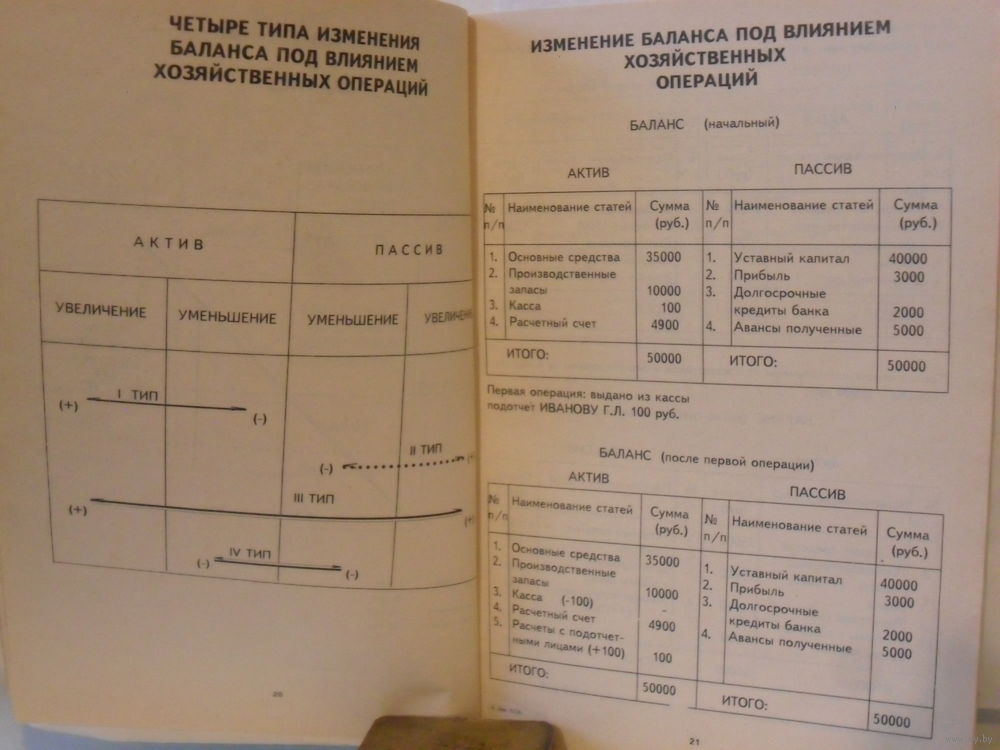 ЧЕТЫРЕ ТИПА ИЗМЕНЕНИЯ
БАЛАНСА ПОД ВЛИЯНИЕМ
ХОЗЯЙСТВЕННЫХ ОПЕРАЦИЙ
АКТИВ ПАССИВ
УВЕЛИЧЕНИЕ УМЕНЬШЕНИЕ УМЕНЬШЕНИЕ
I ТИП
(+) (-)
II ТИП
(-)
III ТИП
(+)
IV ТИП
(-) (-)
20
ИЗМЕНЕНИЕ БАЛАНСА ПОД ВЛИЯНИЕМ
ХОЗЯЙСТВЕННЫХ
ОПЕРАЦИЙ
БАЛАНС (начальный)
АКТИВ ПАССИВ
№ Наименование статей Сумма № Наименование статей Сумма
п/п (руб.) п/п (руб.)
1. Основные средства 35000 1. Уставный капитал 40000
2. Производственные 2. Прибыль 3000
запасы 10000 3. Долгосрочные
3. Касса 100 кредиты банка 2000
4. Расчетный счет 4900 4. Авансы полученные 5000
ИТОГО: 50000 ИТОГО: 50000
Первая операция: выдано из кассы
подотчет ИВАНОВУ Г.Л. 100 руб.
БАЛАНС (после первой операции)
АКТИВ ПАССИВ
№ Наименование статей Сумма № Наименование статей Сумма
п/п (руб.) п/п (руб.)
1. Основные средства 35000 1. Уставный капитал 40000
2. Производственные 2. Прибыль 3000
запасы 10000 3. Долгосрочные
3. Касса (-100) - кредиты банка 2000
4. Расчетный счет 4900 4. Авансы полученные 5000
5. Расчеты с подотчет-
ными лицами (+100) 100
ИТОГО: 50000 ИТОГО: 50000
21